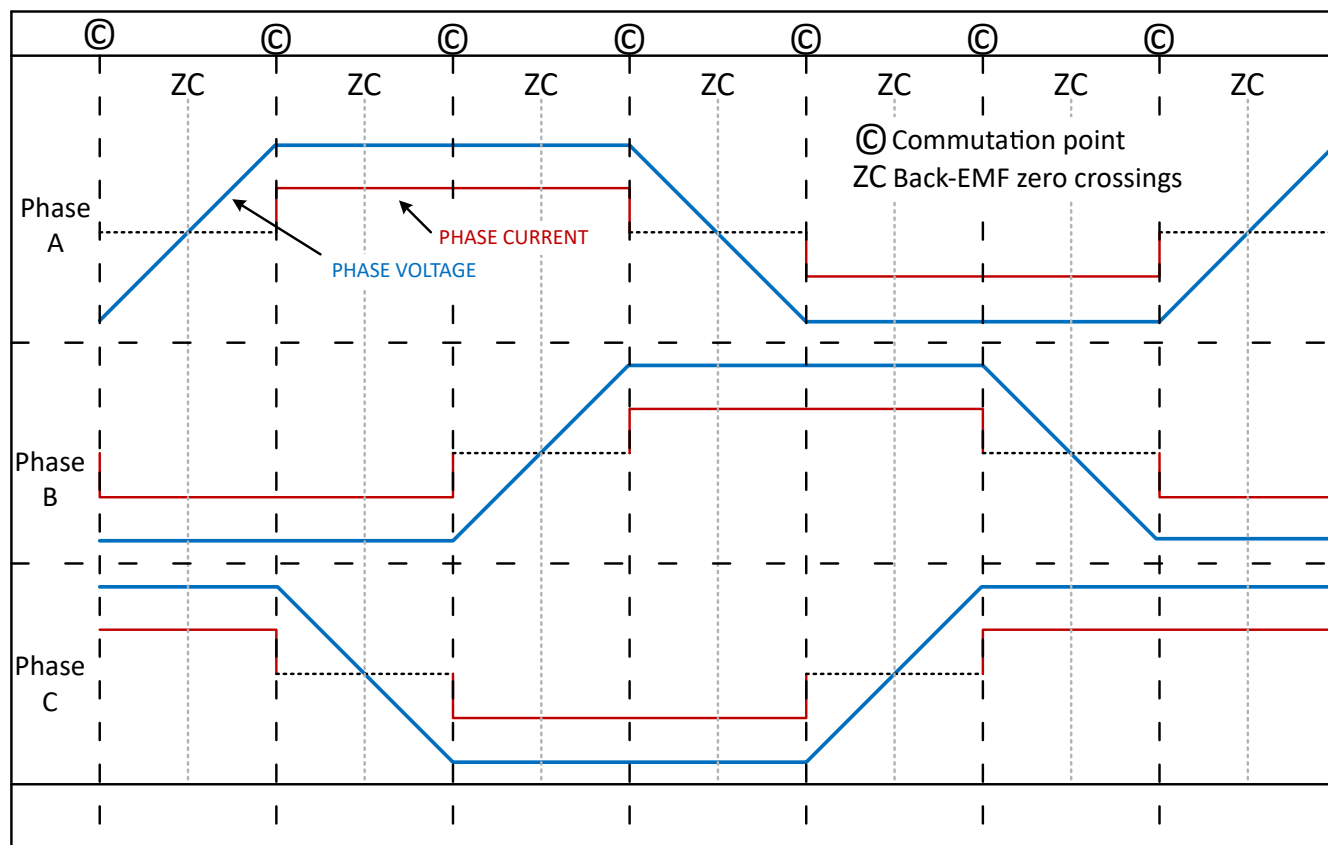 © © © © © © ©
ZC ZC ZC ZC ZC ZC ZC
© Commutation point
ZC Back-EMF zero crossings
Phase
A
PHASE CURRENT
PHASE VOLTAGE
Phase
B
Phase
C